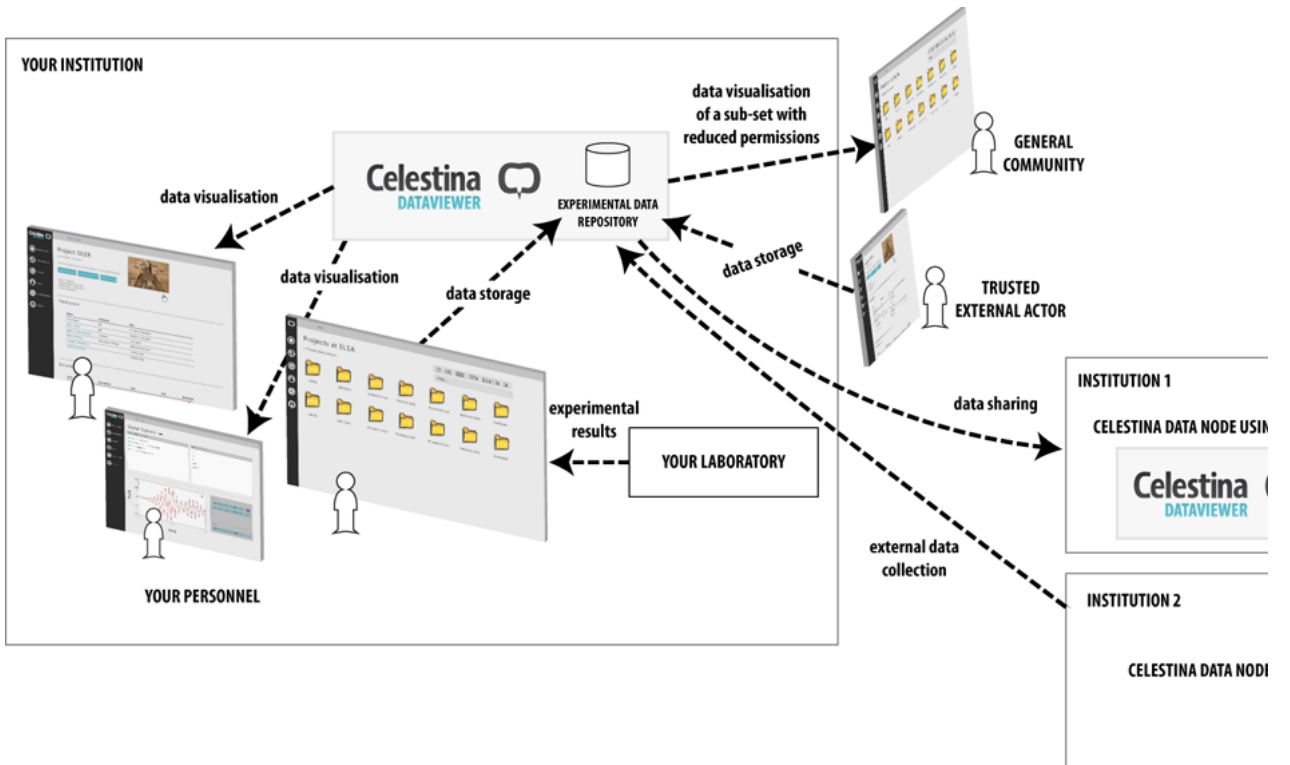 YOUR INSTITUTION
data visualisation
of a sub-set with
reduced permissions
GENERAL
COMMUNITY
Celestina
DATAVIEWER
EXPERIMENTAL DATA
REPOSITORY
data visualisation
data visualisation
data storage
data storage
TRUSTED
EXTERNAL ACTOR
Project SILER
Participants
Projects at ELSA
experimental
results
YOUR LABORATORY
data sharing
INSTITUTION 1
CELESTINA DATA NODE USIN
Celestina
DATAVIEWER
external data
collection
YOUR PERSONNEL
INSTITUTION 2
CELESTINA DATA NODE